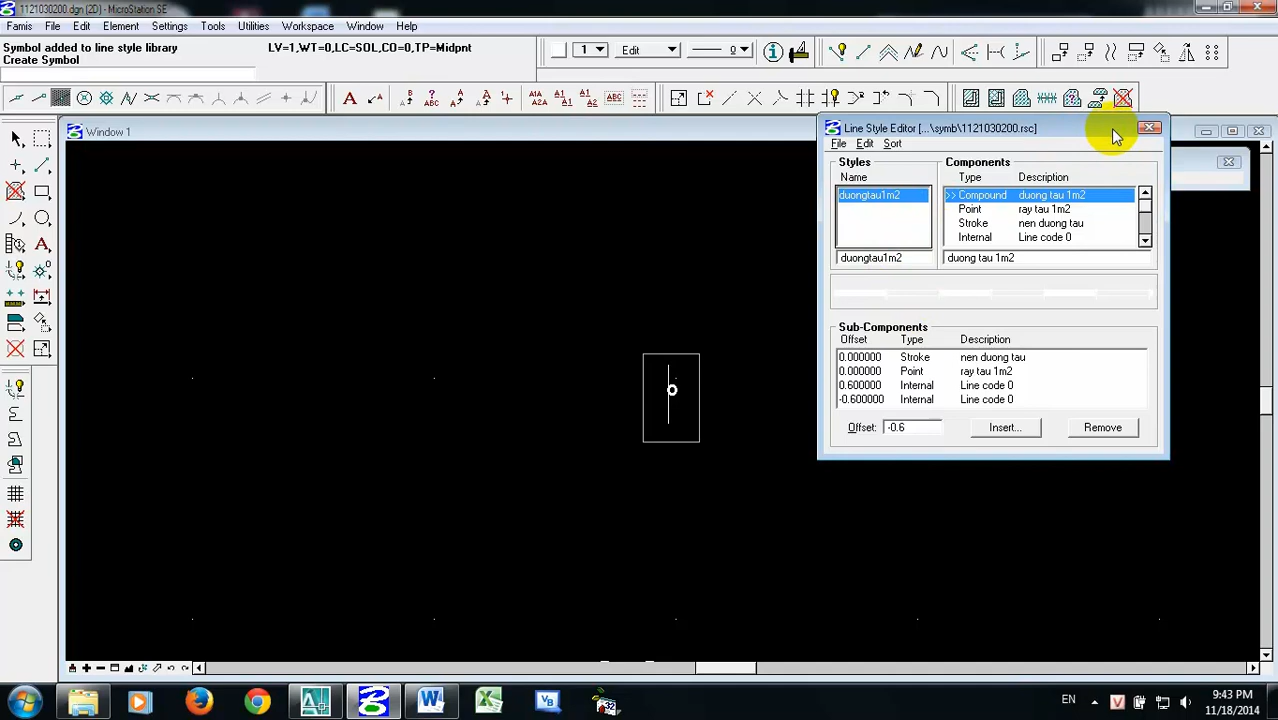 1121030200.dgn (2D) - MicroStation SE
Famis File Edit Element Settings Tools Utilities Workspace Window Help
Symbol added to line style library LV=1,WT=0,LC=SOL,CO=0,TP=Midpnt
Create Symbol
1 Edit 0
Window 1
Line Style Editor [...\symb\1121030200.rsc]
File Edit Sort
Styles Components
Name Type Description
duongtau1m2 >> Compound duong tau 1m2
Point ray tau 1m2
Stroke nen duong tau
Internal Line code 0
duongtau1m2 duong tau 1m2
Sub-Components
Offset Type Description
0.000000 Stroke nen duong tau
0.000000 Point ray tau 1m2
0.600000 Internal Line code 0
-0.600000 Internal Line code 0
Offset: -0.6 Insert... Remove
EN 9:43 PM
11/18/2014